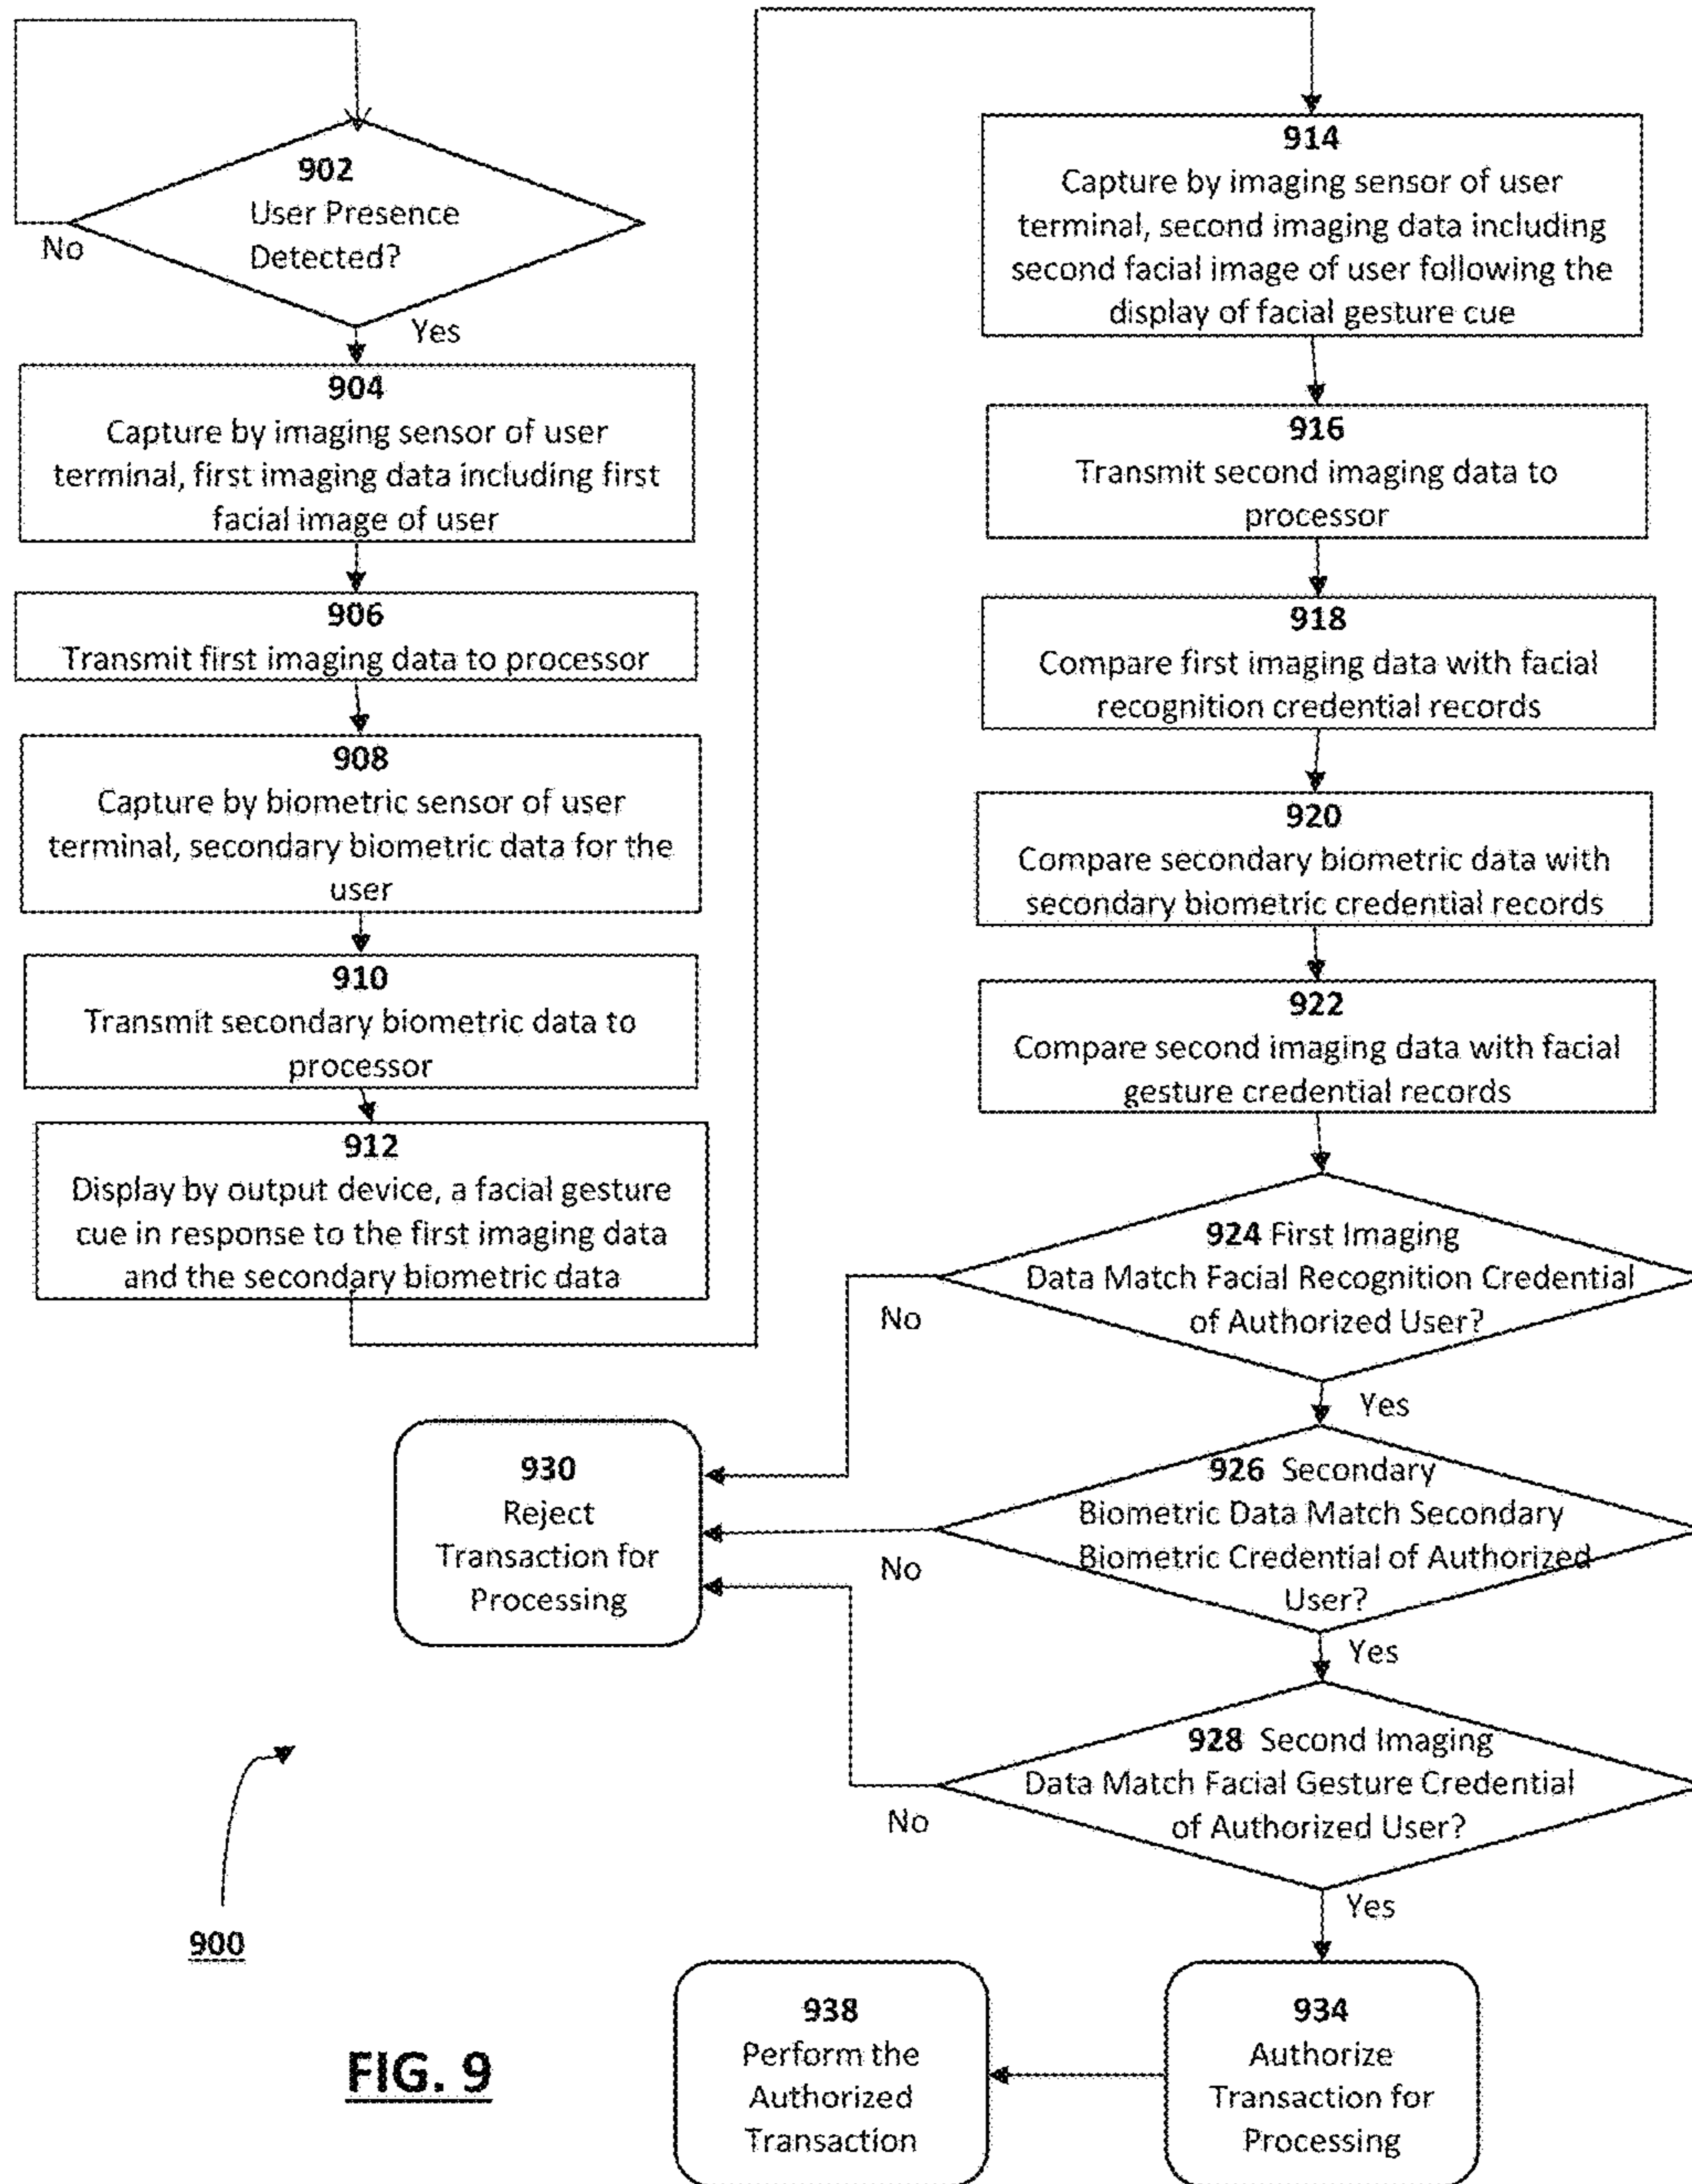 902
User Presence
Detected?
No
Yes
904
Capture by imaging sensor of user
terminal, first imaging data including first
facial image of user
906
Transmit first imaging data to processor
908
Capture by biometric sensor of user
terminal, secondary biometric data for the
user
910
Transmit secondary biometric data to
processor
912
Display by output device, a facial gesture
cue in response to the first imaging data
and the secondary biometric data
914
Capture by imaging sensor of user
terminal, second imaging data including
second facial image of user following the
display of facial gesture cue
916
Transmit second imaging data to
processor
918
Compare first imaging data with facial
recognition credential records
920
Compare secondary biometric data with
secondary biometric credential records
922
Compare second imaging data with facial
gesture credential records
924 First Imaging
Data Match Facial Recognition Credential
of Authorized User?
No
Yes
926 Secondary
Biometric Data Match Secondary
Biometric Credential of Authorized
User?
No
Yes
928 Second Imaging
Data Match Facial Gesture Credential
of Authorized User?
No
Yes
930
Reject
Transaction for
Processing
934
Authorize
Transaction for
Processing
938
Perform the
Authorized
Transaction
900
FIG. 9